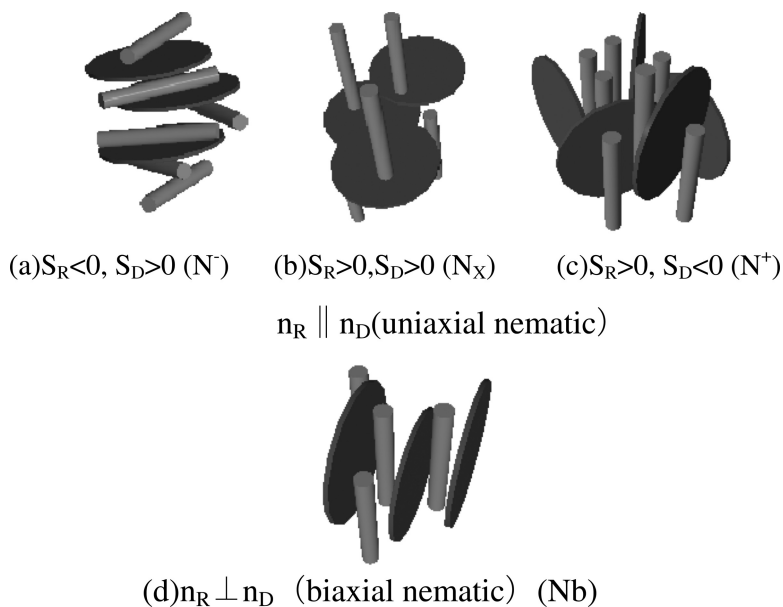 (a)S_R<0, S_D>0 (N⁻) (b)S_R>0,S_D>0 (N_X) (c)S_R>0, S_D<0 (N⁺)
n_R ∥ n_D(uniaxial nematic）
(d)n_R⊥n_D （biaxial nematic）(Nb)